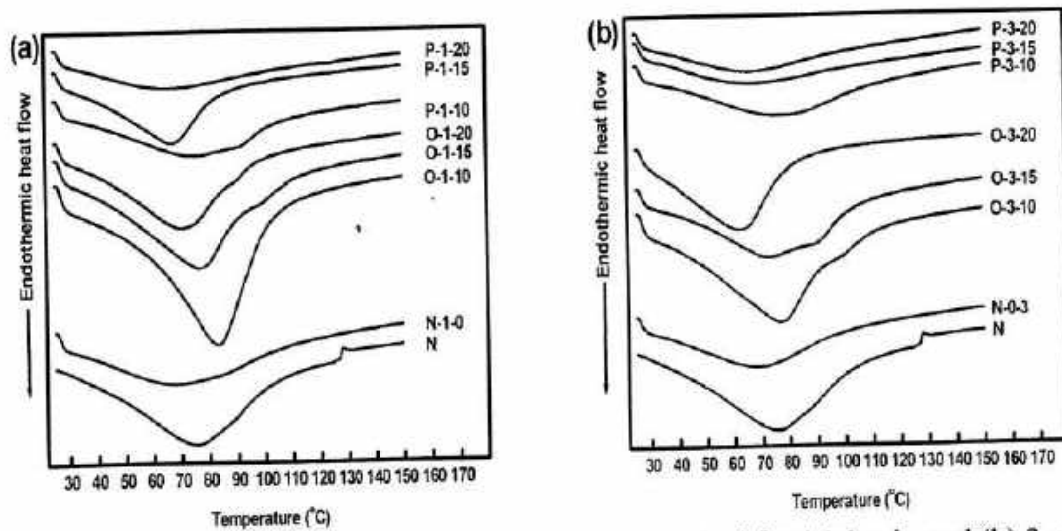 (a)
P-1-20
P-1-15
P-1-10
O-1-20
O-1-15
O-1-10
N-1-0
N
Endothermic heat flow
30 40 50 60 70 80 90 100 110 120 130 140 150 160 170
Temperature (°C)
(b)
P-3-20
P-3-15
P-3-10
O-3-20
O-3-15
O-3-10
N-0-3
N
Endothermic heat flow
30 40 50 60 70 80 90 100 110 120 130 140 150 160 170
Temperature (°C)